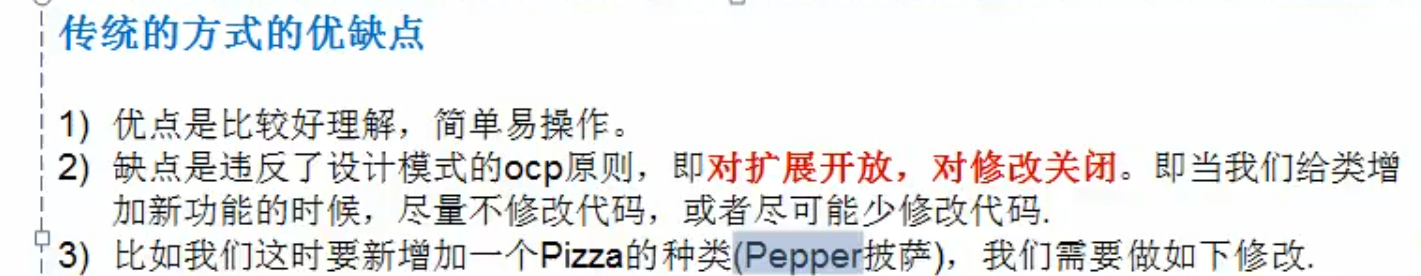 传统的方式的优缺点
1) 优点是比较好理解，简单易操作。
2) 缺点是违反了设计模式的ocp原则，即对扩展开放，对修改关闭。即当我们给类增
加新功能的时候，尽量不修改代码，或者尽可能少修改代码.
3) 比如我们这时要新增加一个Pizza的种类(Pepper披萨)，我们需要做如下修改.